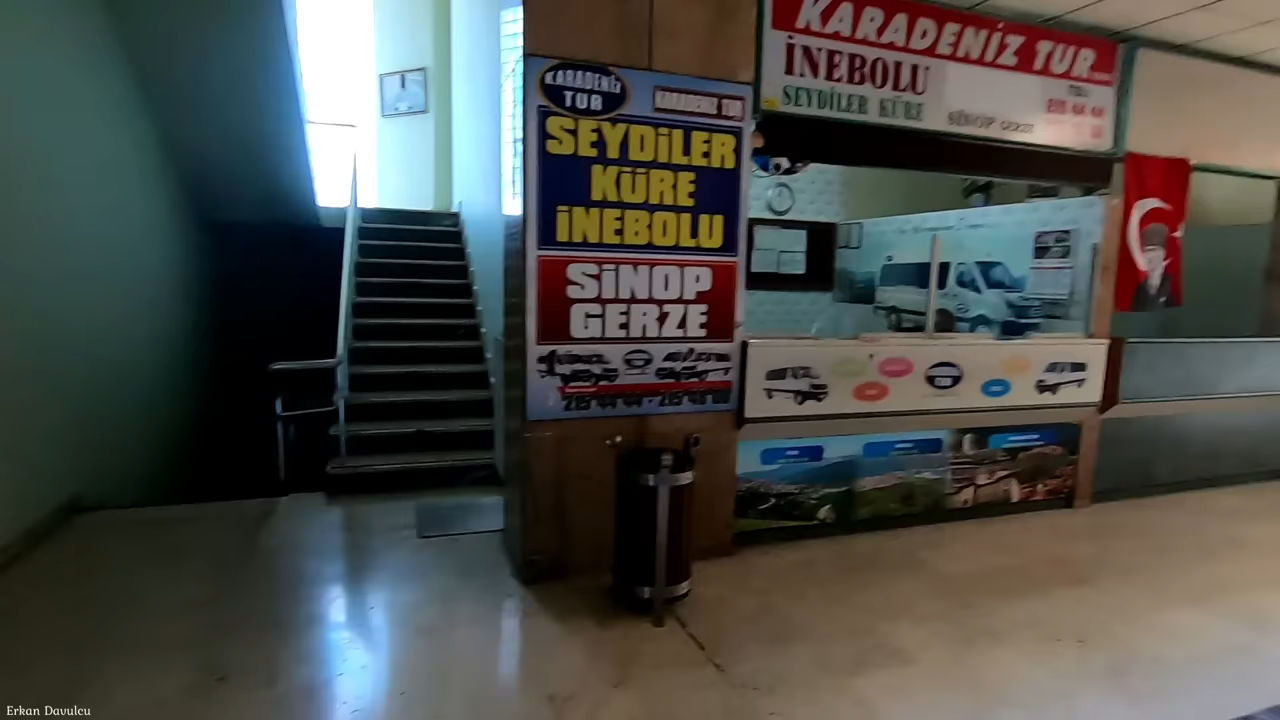 KARADENİZ TUR
İNEBOLU
SEYDİLER KÜRE
SİNOP GERZE
TEL:
KARADENİZ
TUR
KARADENİZ TUR
SEYDİLER
KÜRE
İNEBOLU
SİNOP
GERZE
Erkan Davulcu